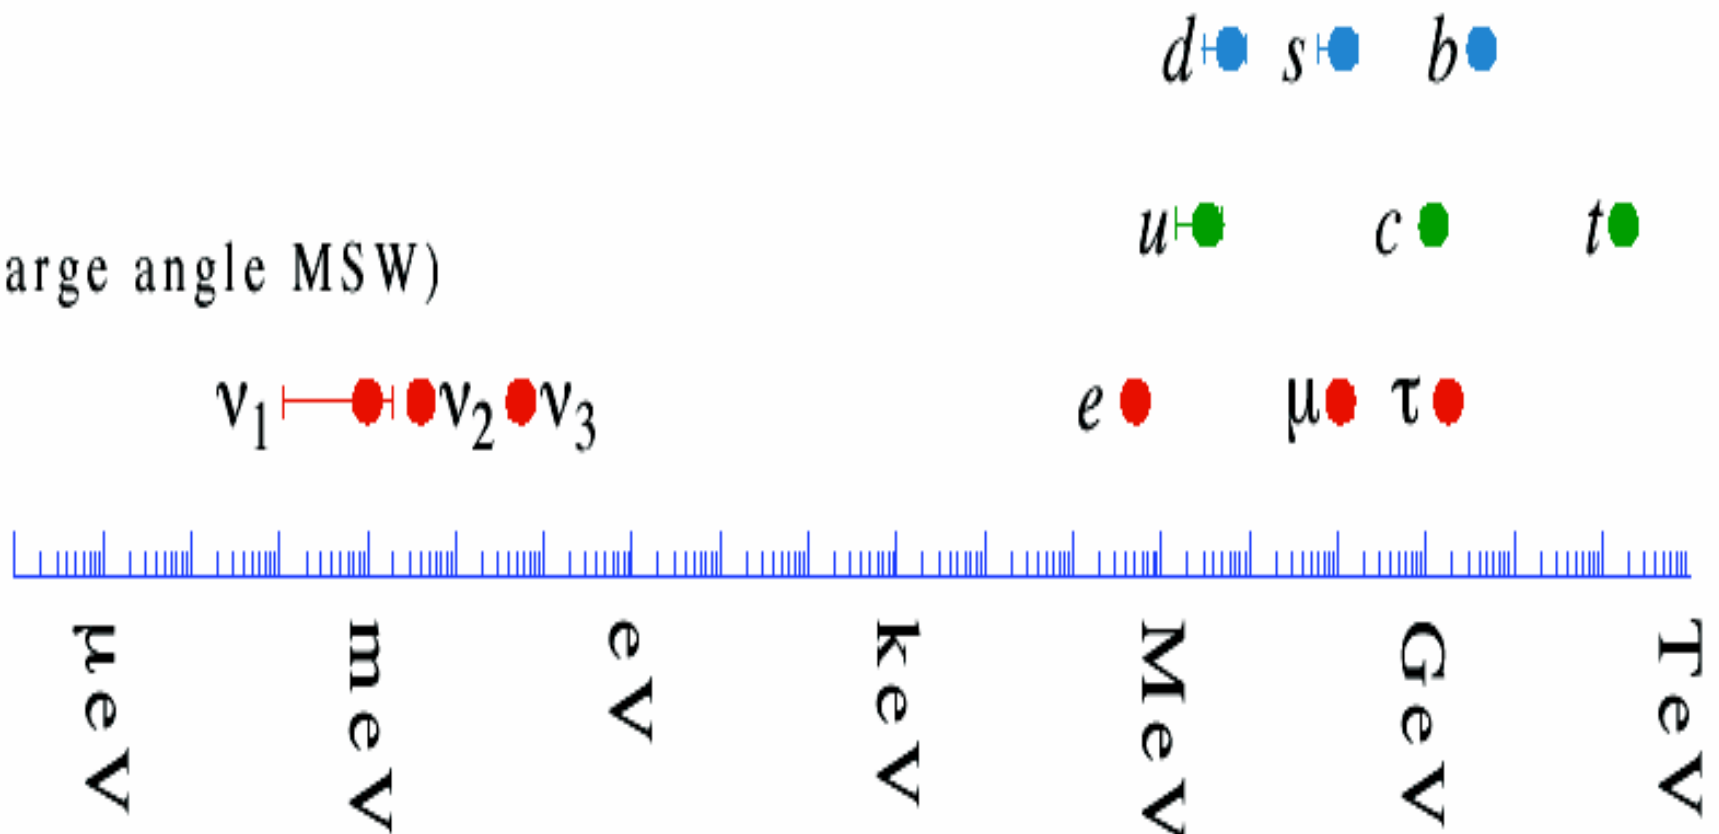 d s b
u c t
arge angle MSW)
ν1 ν2 ν3 e μ τ
μeV meV eV keV MeV GeV TeV